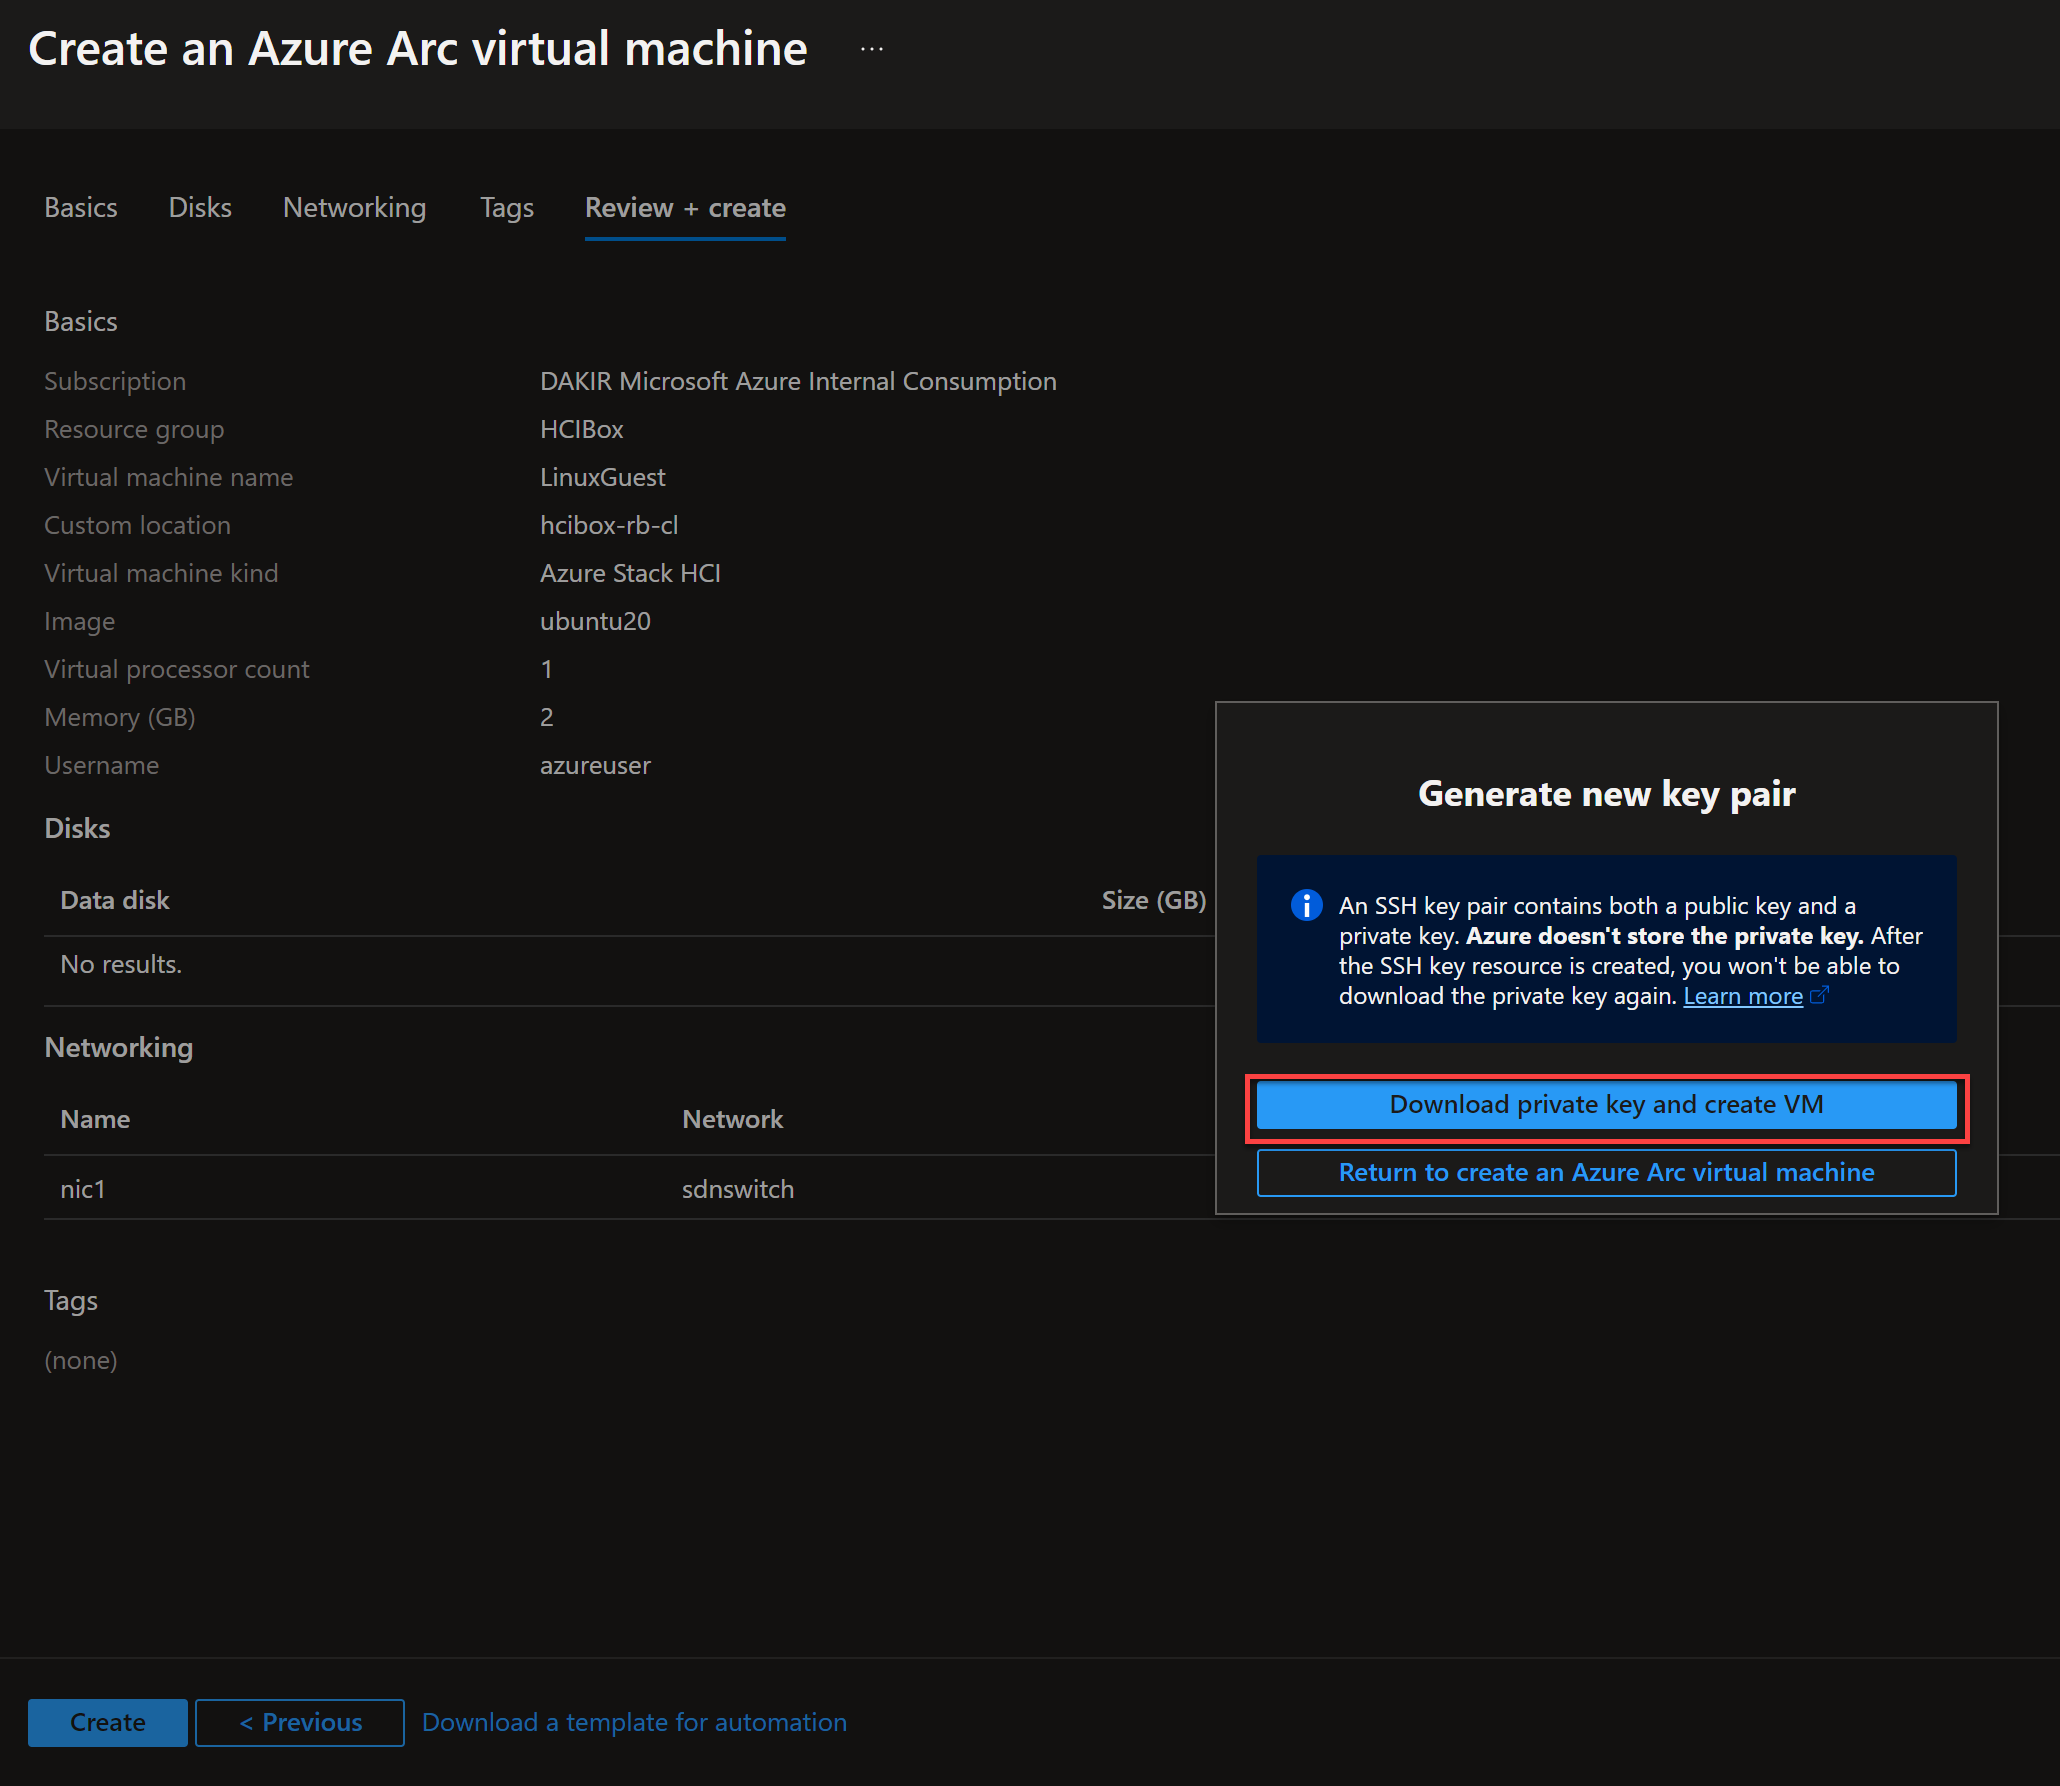 Create an Azure Arc virtual machine ...
Basics Disks Networking Tags Review + create
Basics
Subscription DAKIR Microsoft Azure Internal Consumption
Resource group HCIBox
Virtual machine name LinuxGuest
Custom location hcibox-rb-cl
Virtual machine kind Azure Stack HCI
Image ubuntu20
Virtual processor count 1
Memory (GB) 2
Username azureuser
Disks
Data disk Size (GB)
No results.
Networking
Name Network
nic1 sdnswitch
Tags
(none)
Generate new key pair
An SSH key pair contains both a public key and a
private key. Azure doesn't store the private key. After
the SSH key resource is created, you won't be able to
download the private key again. Learn more
Download private key and create VM
Return to create an Azure Arc virtual machine
Create < Previous Download a template for automation